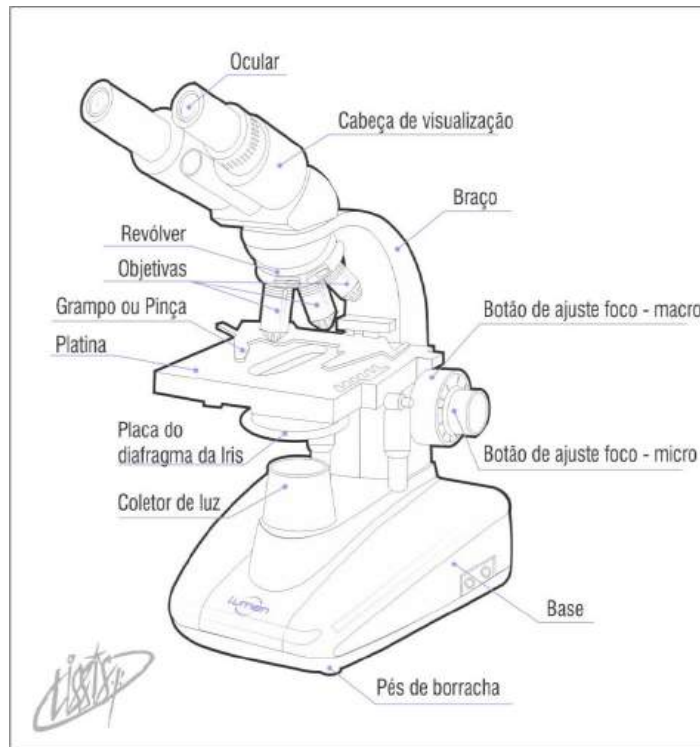 Ocular
Cabeça de visualização
Braço
Revólver
Objetivas
Grampo ou Pinça
Botão de ajuste foco - macro
Platina
Placa do
diafragma da Iris
Botão de ajuste foco - micro
Coletor de luz
lumen
Base
Pés de borracha